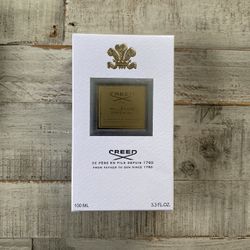 CREED
CREED
DE PÈRE EN FILS DEPUIS 1760
FROM FATHER TO SON SINCE 1760
100 ML 3.3 FL.OZ.